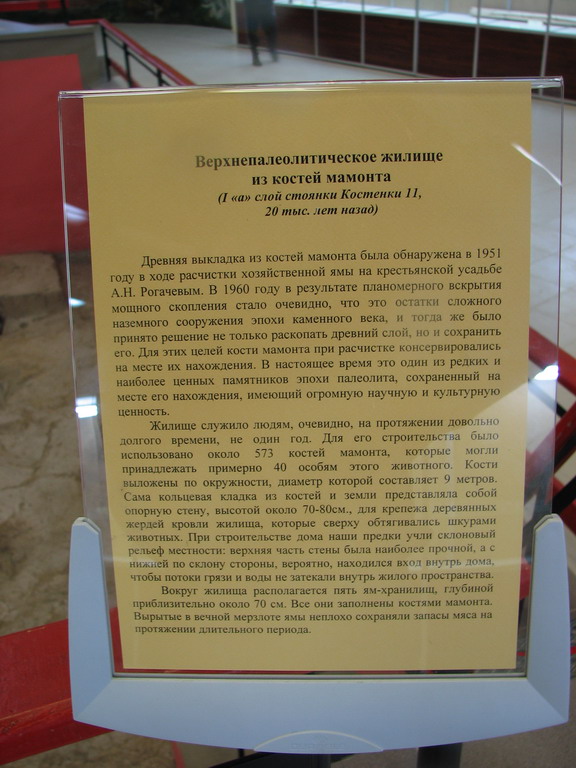 Верхнепалеолитическое жилище
из костей мамонта
(I «а» слой стоянки Костенки 11,
20 тыс. лет назад)
Древняя выкладка из костей мамонта была обнаружена в 1951
году в ходе расчистки хозяйственной ямы на крестьянской усадьбе
А.Н. Рогачевым. В 1960 году в результате планомерного вскрытия
мощного скопления стало очевидно, что это остатки сложного
наземного сооружения эпохи каменного века, и тогда же было
принято решение не только раскопать древний слой, но и сохранить
его. Для этих целей кости мамонта при расчистке консервировались
на месте их нахождения. В настоящее время это один из редких и
наиболее ценных памятников эпохи палеолита, сохраненный на
месте его нахождения, имеющий огромную научную и культурную
ценность.
Жилище служило людям, очевидно, на протяжении довольно
долгого времени, не один год. Для его строительства было
использовано около 573 костей мамонта, которые могли
принадлежать примерно 40 особям этого животного. Кости
выложены по окружности, диаметр которой составляет 9 метров.
Сама кольцевая кладка из костей и земли представляла собой
опорную стену, высотой около 70-80см., для крепежа деревянных
жердей кровли жилища, которые сверху обтягивались шкурами
животных. При строительстве дома наши предки учли склоновый
рельеф местности: верхняя часть стены была наиболее прочной, а с
нижней по склону стороны, вероятно, находился вход внутрь дома,
чтобы потоки грязи и воды не затекали внутрь жилого пространства.
Вокруг жилища располагается пять ям-хранилищ, глубиной
приблизительно около 70 см. Все они заполнены костями мамонта.
Вырытые в вечной мерзлоте ямы неплохо сохраняли запасы мяса на
протяжении длительного периода.